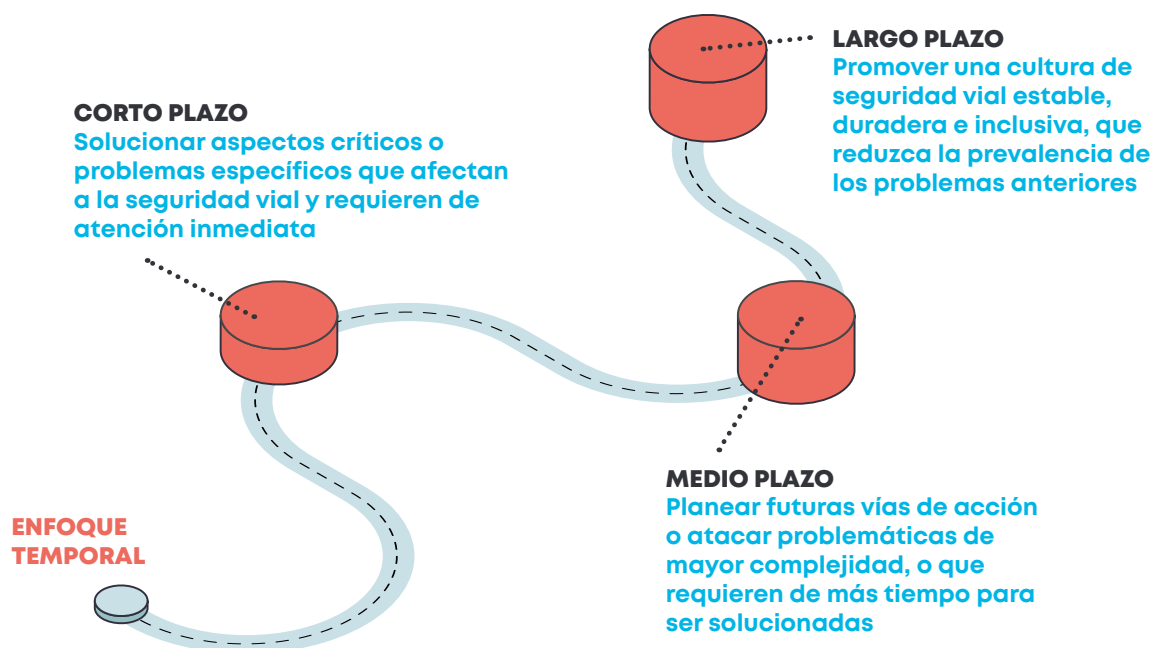 CORTO PLAZO
Solucionar aspectos críticos o
problemas específicos que afectan
a la seguridad vial y requieren de
atención inmediata
LARGO PLAZO
Promover una cultura de
seguridad vial estable,
duradera e inclusiva, que
reduzca la prevalencia de
los problemas anteriores
MEDIO PLAZO
Planear futuras vías de acción
o atacar problemáticas de
mayor complejidad, o que
requieren de más tiempo para
ser solucionadas
ENFOQUE
TEMPORAL